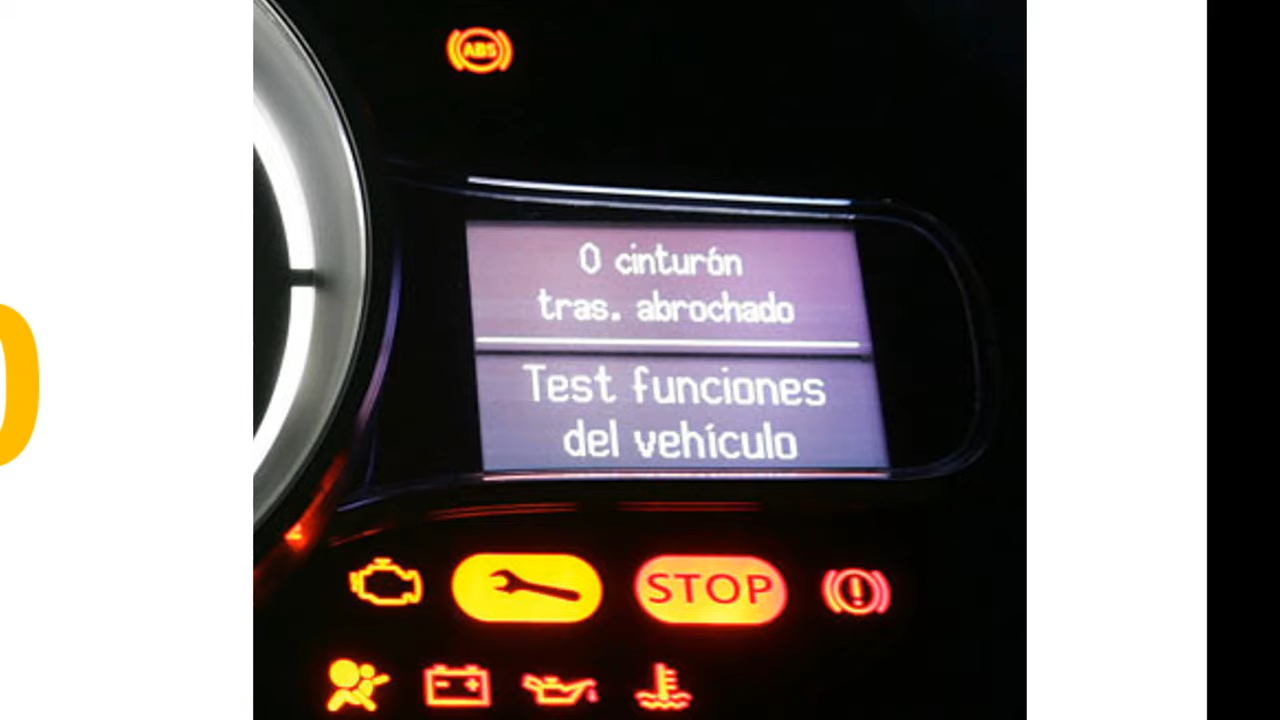 ABS
0 cinturón
tras. abrochado
Test funciones
del vehículo
STOP